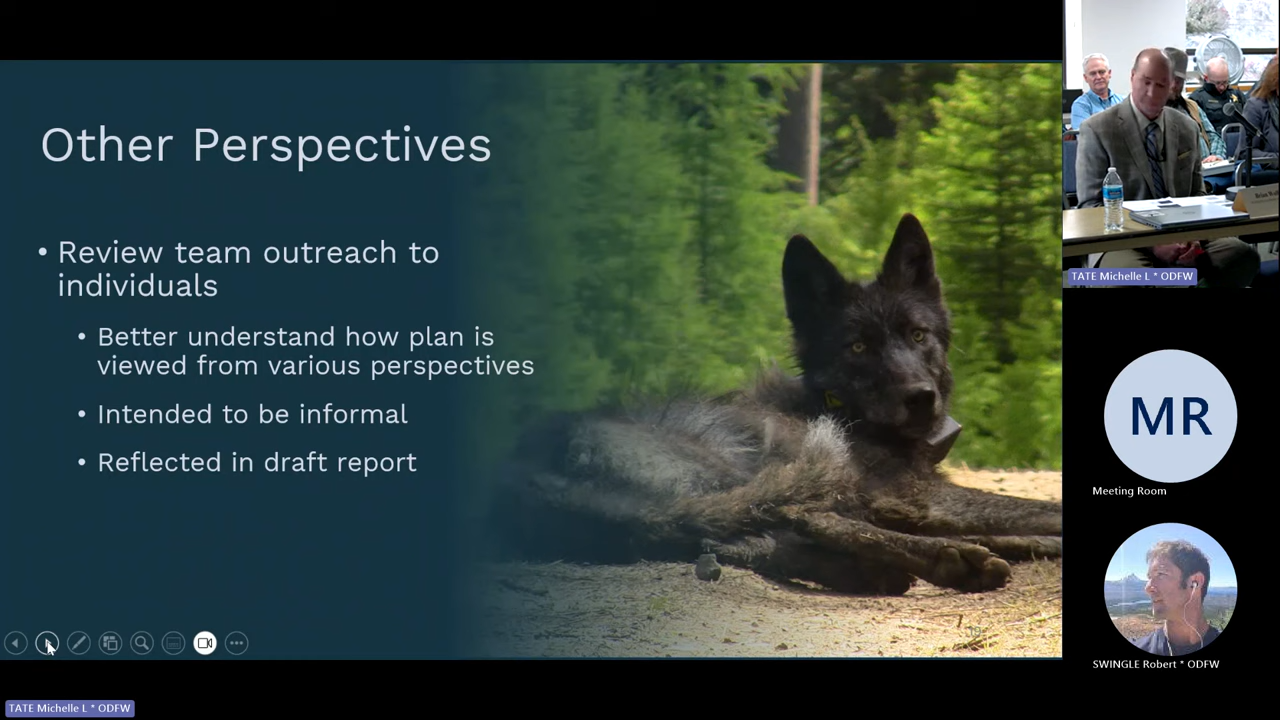 Other Perspectives
• Review team outreach to
individuals
• Better understand how plan is
viewed from various perspectives
• Intended to be informal
• Reflected in draft report
TATE Michelle L * ODFW
MR
Meeting Room
SWINGLE Robert * ODFW
TATE Michelle L * ODFW